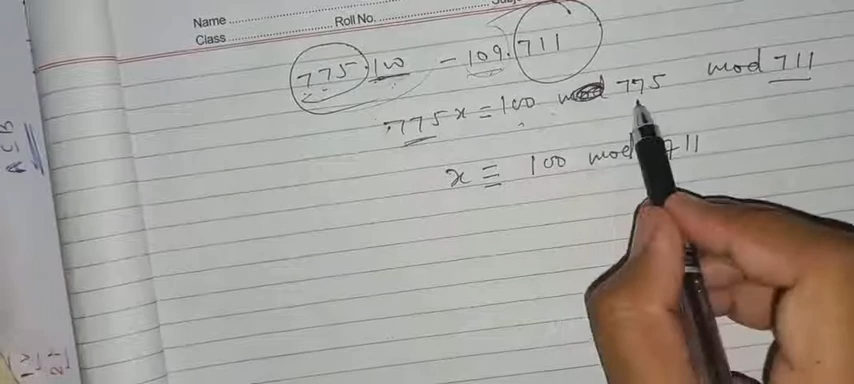 Name
Class
Roll No.
775 100 - 109. 711
775x = 100 mod 775 mod 711
x ≡ 100 mod 711